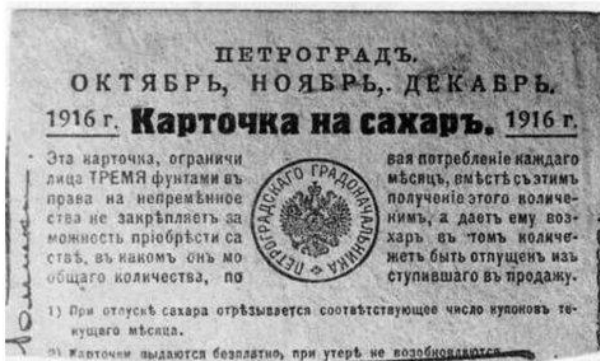 ПЕТРОГРАДЪ.
ОКТЯБРЬ, НОЯБРЬ,. ДЕКАБРЬ.
1916 г. Карточка на сахаръ. 1916 г.
Эта карточка, ограничи вая потребленіе каждаго
лица ТРЕМЯ фунтами въ мѣсяцъ, вмѣстѣ съ этимъ
права на непремѣнное полученіе этого количе-
ства не закрѣпляетъ за нимъ, а даетъ ему воз-
можность пріобрѣсти са харъ въ томъ количе-
ствѣ, въ какомъ онъ мо жетъ быть отпущенъ изъ
общаго количества, по ступившаго въ продажу.
ПЕТРОГРАДСКАГО ГРАДОНАЧАЛЬНИКА
1) При отпускѣ сахара отрѣзывается соотвѣтствующее число купоновъ те-
кущаго мѣсяца.
2) Карточки выдаются безплатно, при утерѣ не возобновляются